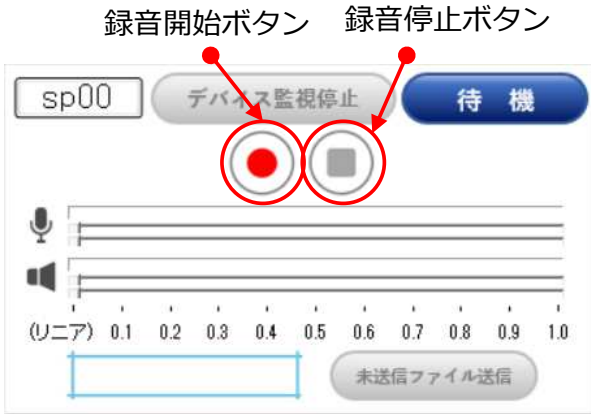 録音開始ボタン 録音停止ボタン
sp00 デバイス監視停止 待 機
(リニア) 0.1 0.2 0.3 0.4 0.5 0.6 0.7 0.8 0.9 1.0
未送信ファイル送信